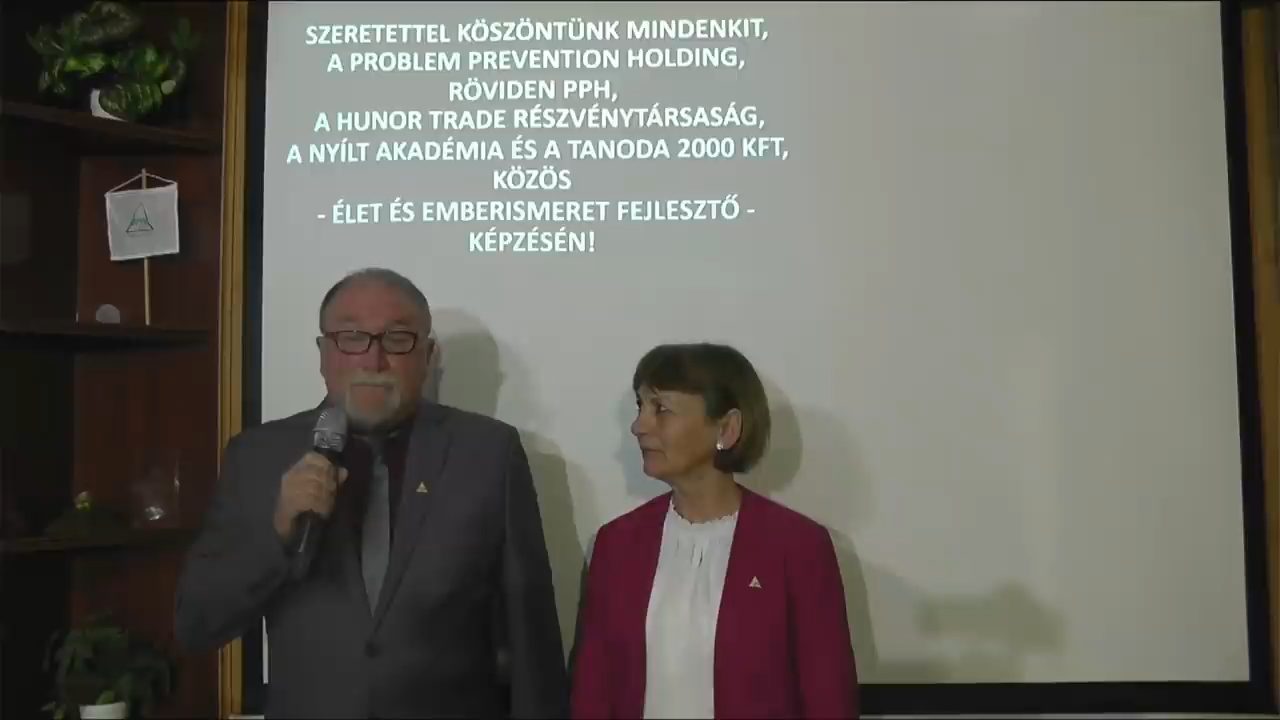 SZERETETTEL KÖSZÖNTÜNK MINDENKIT,
A PROBLEM PREVENTION HOLDING,
RÖVIDEN PPH,
A HUNOR TRADE RÉSZVÉNYTÁRSASÁG,
A NYÍLT AKADÉMIA ÉS A TANODA 2000 KFT,
KÖZÖS
- ÉLET ÉS EMBERISMERET FEJLESZTŐ -
KÉPZÉSÉN!